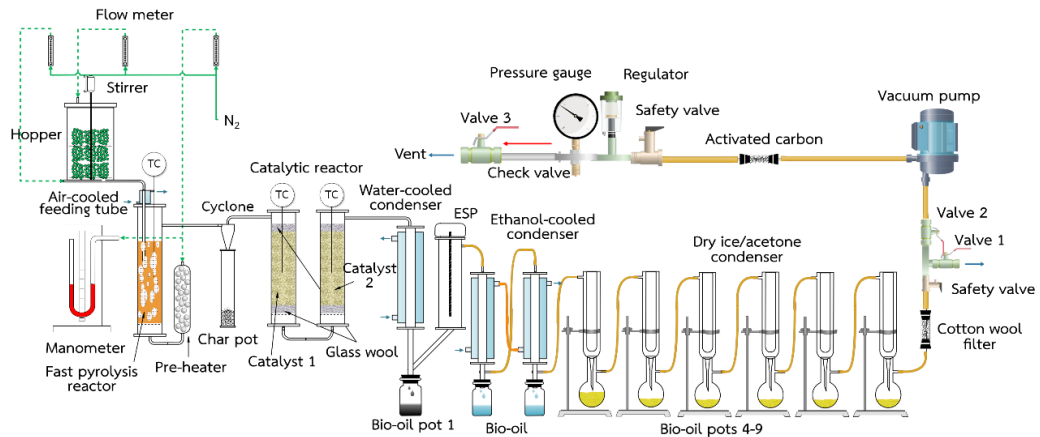 Flow meter
Stirrer
N₂
Hopper
TC
Air-cooled
feeding tube
Cyclone
Manometer
Fast pyrolysis
reactor
Pre-heater
Char pot
Catalytic reactor
TC
TC
Catalyst 1
Catalyst
2
Glass wool
Water-cooled
condenser
ESP
Bio-oil pot 1
Ethanol-cooled
condenser
Bio-oil
Dry ice/acetone
condenser
Bio-oil pots 4-9
Pressure gauge
Regulator
Safety valve
Valve 3
Vent
Check valve
Activated carbon
Vacuum pump
Valve 2
Valve 1
Safety valve
Cotton wool
filter